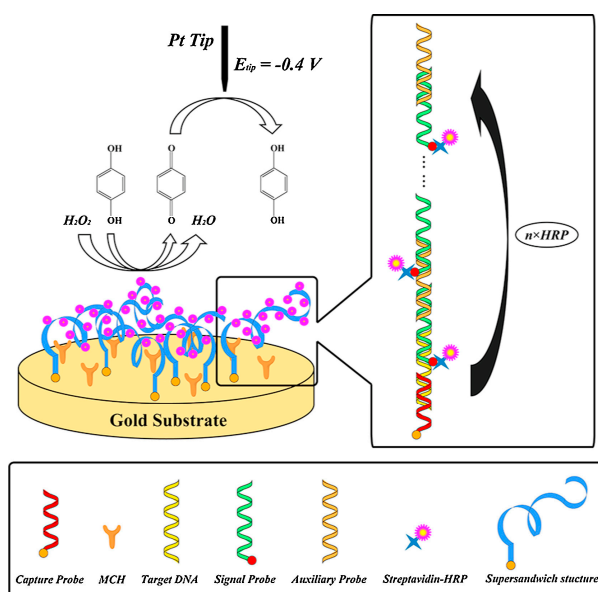 Pt Tip
Etip = -0.4 V
OH
O
OH
H2O2
OH
O
H2O
OH
n×HRP
Gold Substrate
Capture Probe
MCH
Target DNA
Signal Probe
Auxiliary Probe
Streptavidin-HRP
Supersandwich stucture